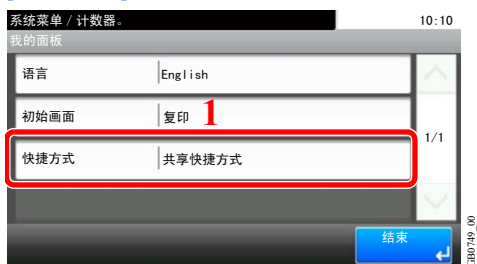 系统菜单 / 计数器。 10:10
我的面板
语言 English
初始画面 复印 1
快捷方式 共享快捷方式
1/1
结束
GB0749_00